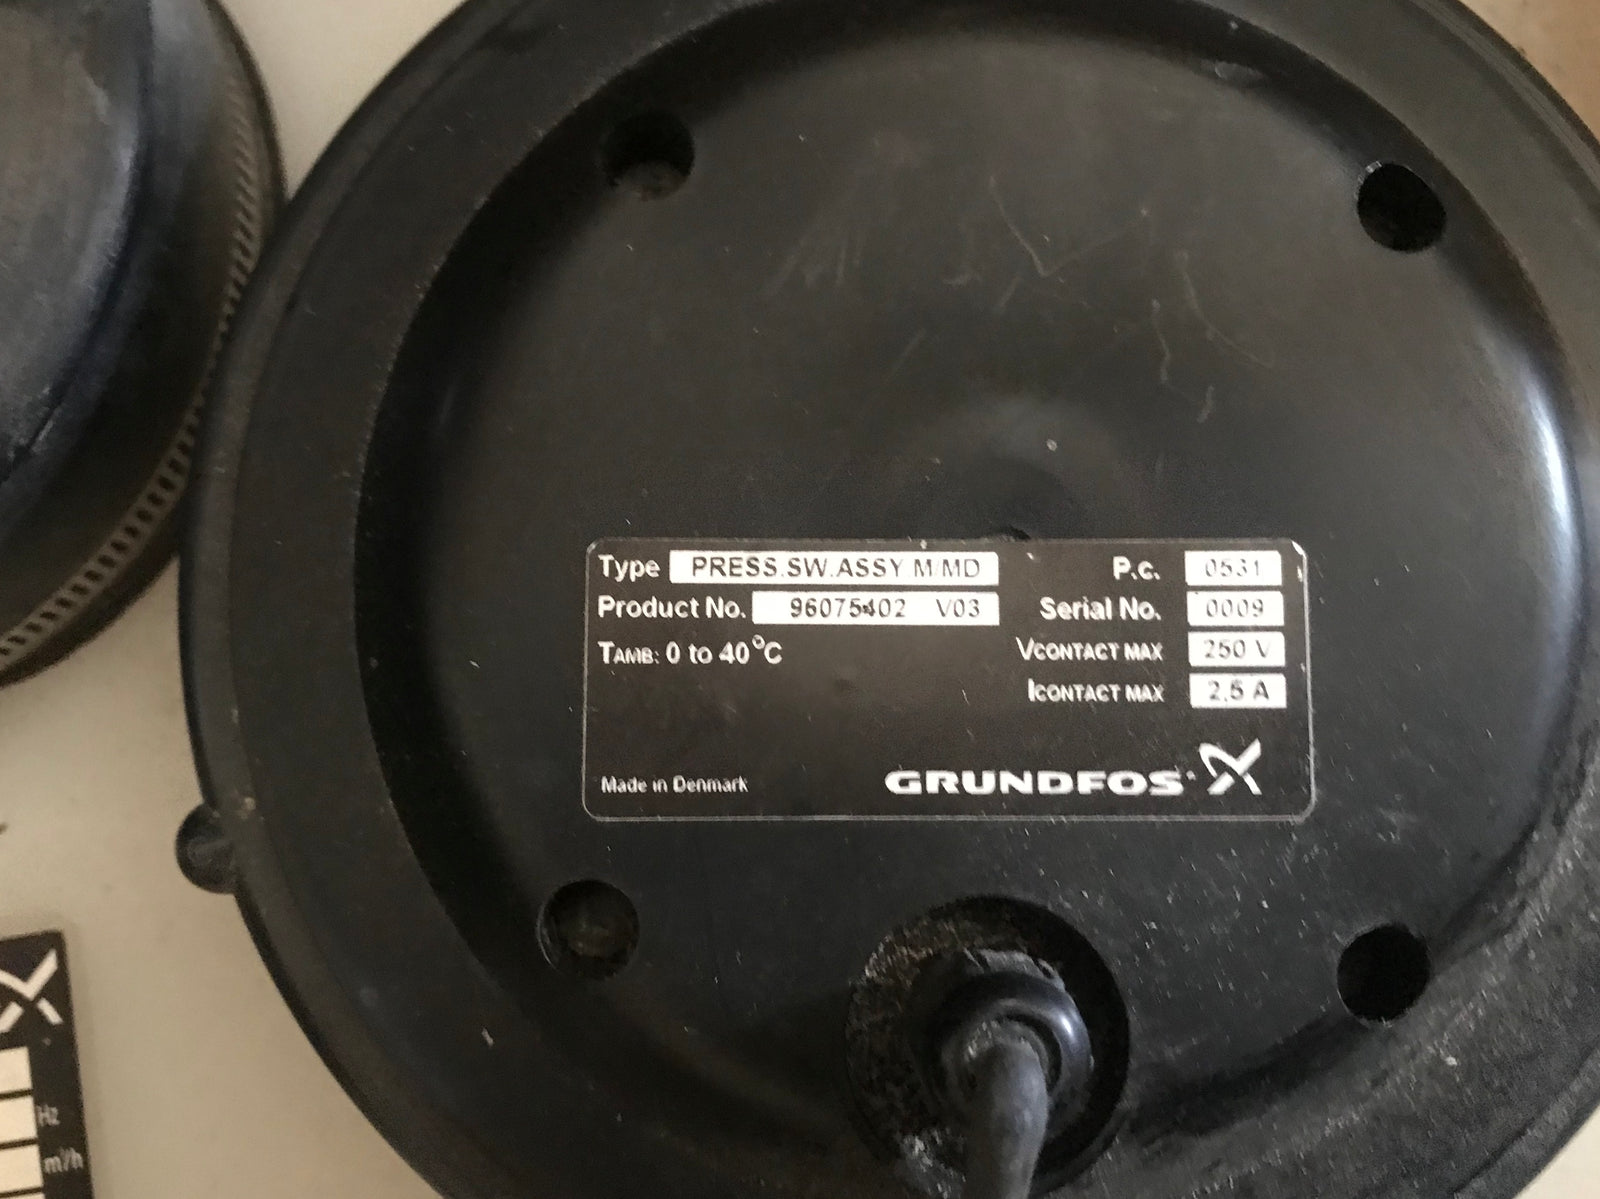 Type PRESS.SW.ASSY M/MD P.c. 0531
Product No. 96075402 V03 Serial No. 0009
TAMB: 0 to 40°C VCONTACT MAX 250 V
ICONTACT MAX 2.5 A
Made in Denmark GRUNDFOS
Hz
m³/h